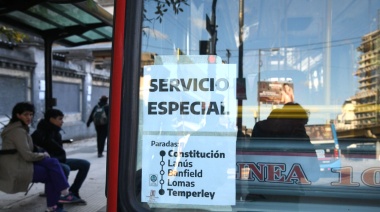 SERVICIO
ESPECIAL
Paradas:
Constitución
Lanús
Banfield
Lomas
Temperley
LINEA 10